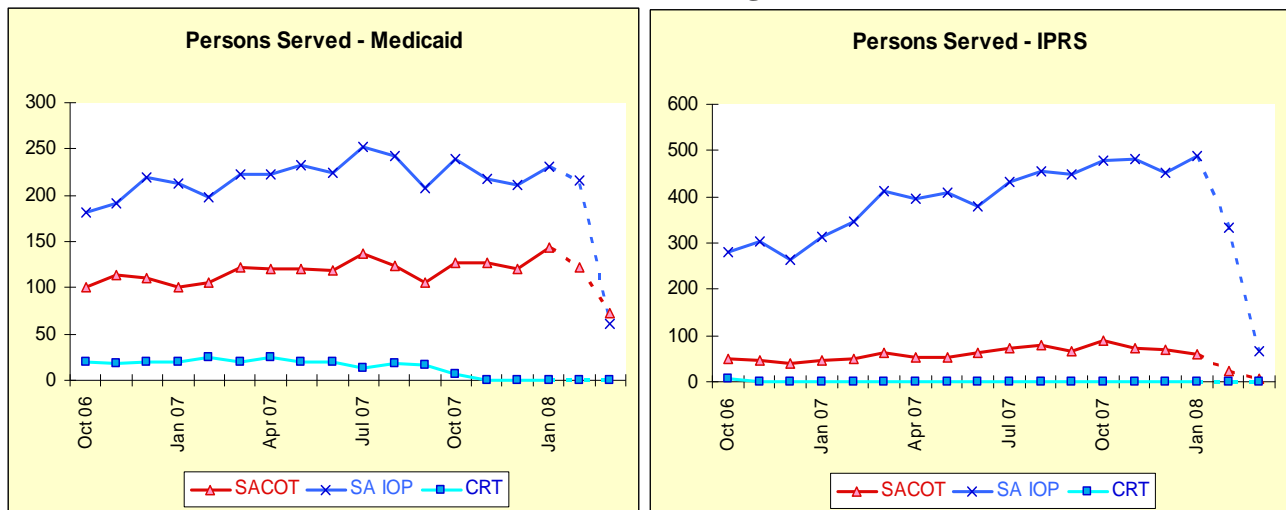 Persons Served - Medicaid
300
250
200
150
100
50
0
Oct 06
Jan 07
Apr 07
Jul 07
Oct 07
Jan 08
SACOT SA IOP CRT
Persons Served - IPRS
600
500
400
300
200
100
0
Oct 06
Jan 07
Apr 07
Jul 07
Oct 07
Jan 08
SACOT SA IOP CRT